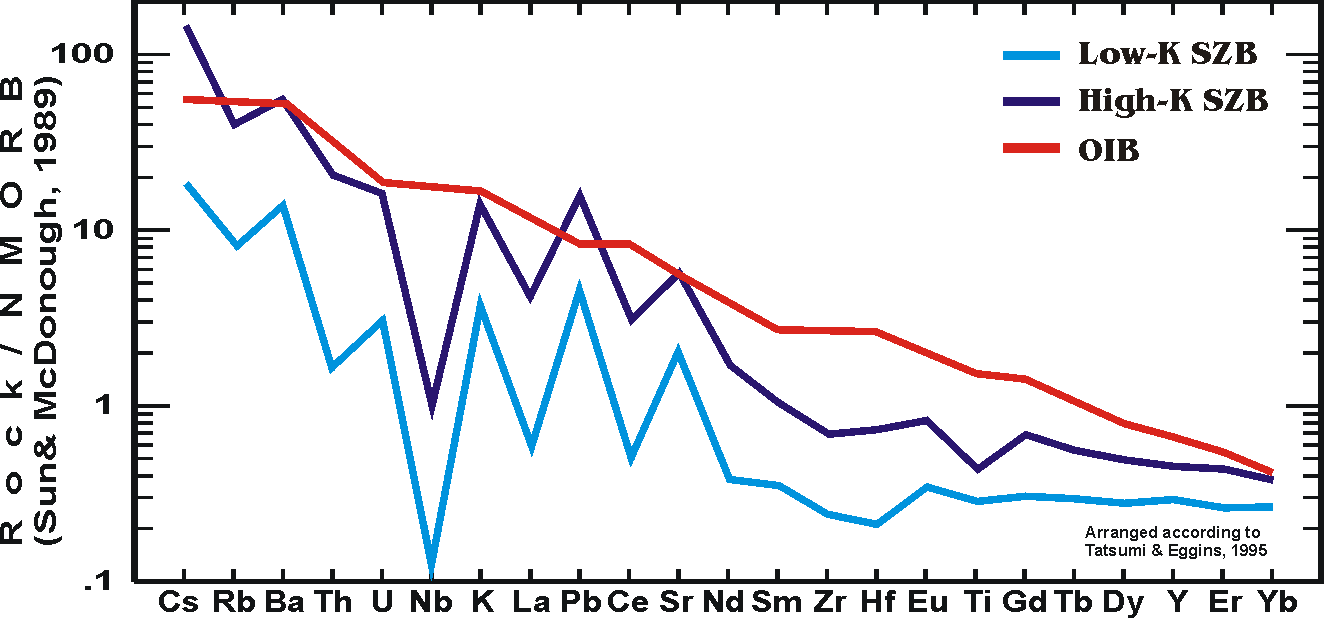 Rock/NMORB
(Sun& McDonough, 1989)
100
10
1
.1
Low-K SZB
High-K SZB
OIB
Arranged according to
Tatsumi & Eggins, 1995
Cs Rb Ba Th U Nb K La Pb Ce Sr Nd Sm Zr Hf Eu Ti Gd Tb Dy Y Er Yb